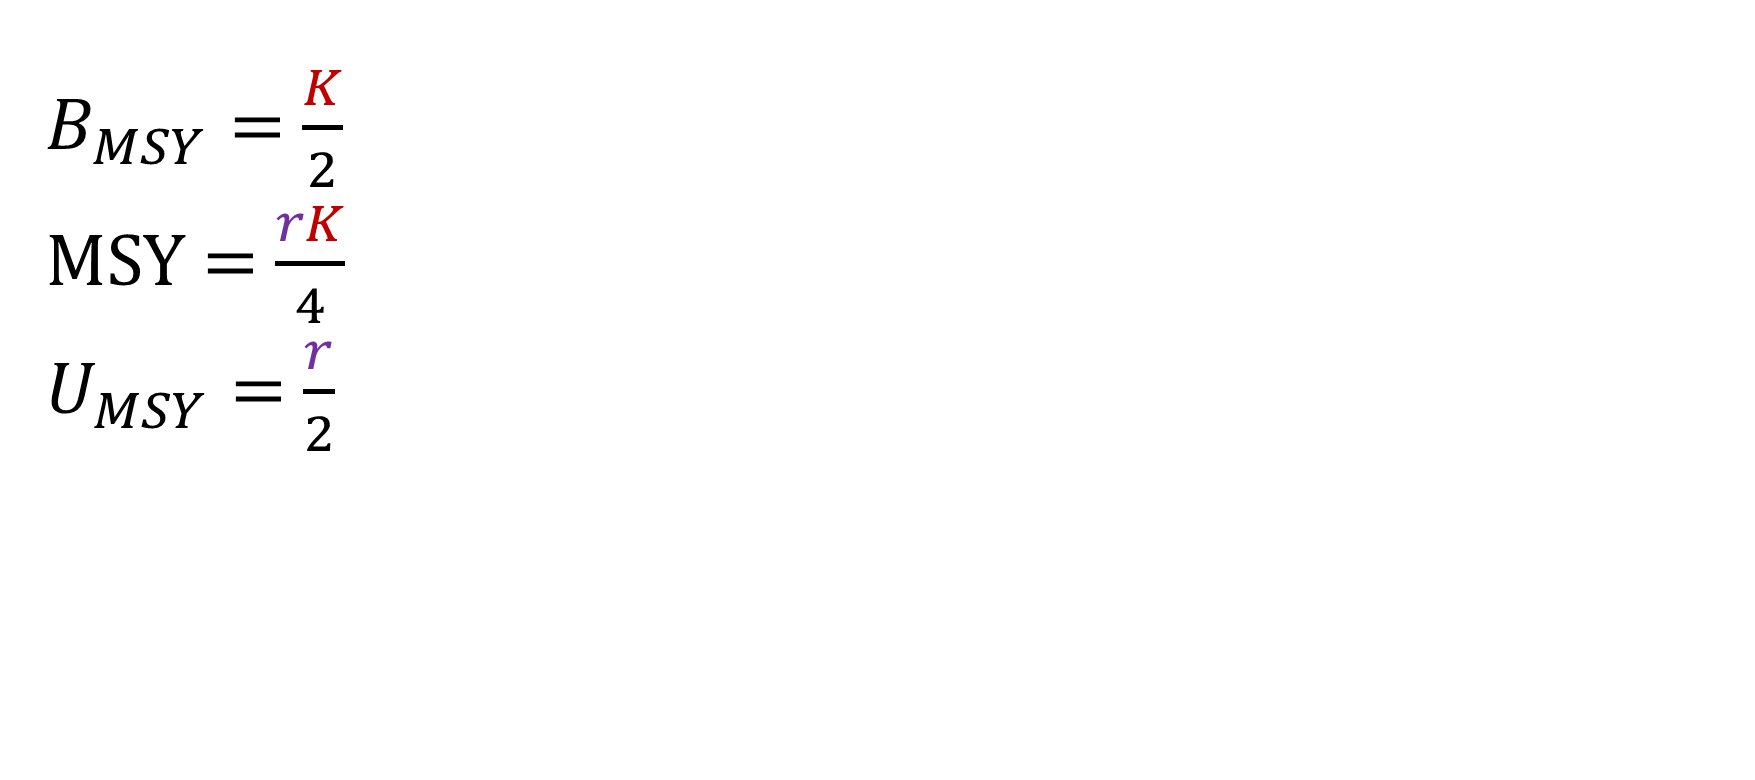 B_MSY = K/2
MSY = rK/4
U_MSY = r/2